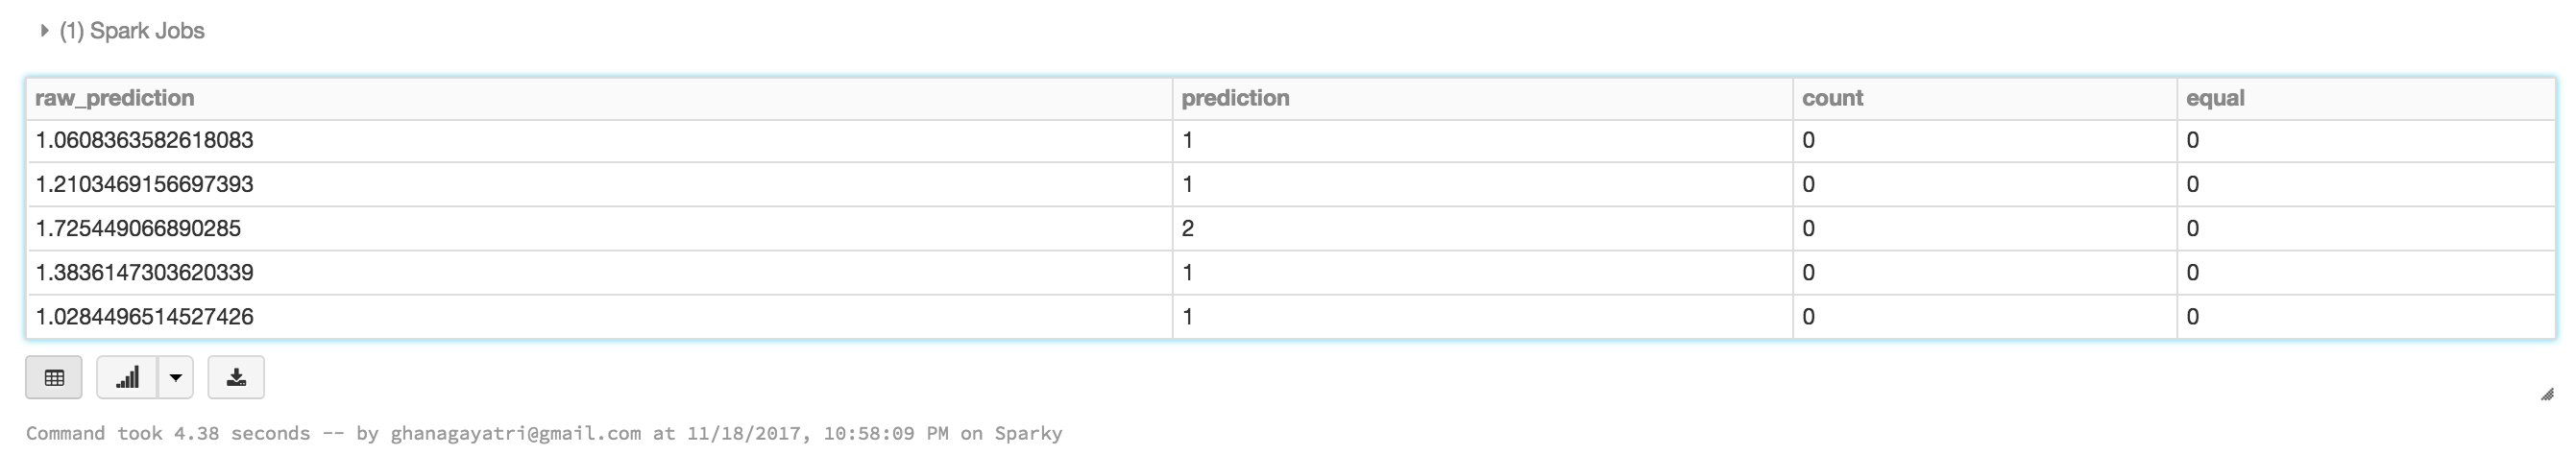 (1) Spark Jobs
raw_prediction prediction count equal
1.0608363582618083 1 0 0
1.2103469156697393 1 0 0
1.725449066890285 2 0 0
1.3836147303620339 1 0 0
1.0284496514527426 1 0 0
Command took 4.38 seconds -- by ghanagayatri@gmail.com at 11/18/2017, 10:58:09 PM on Sparky